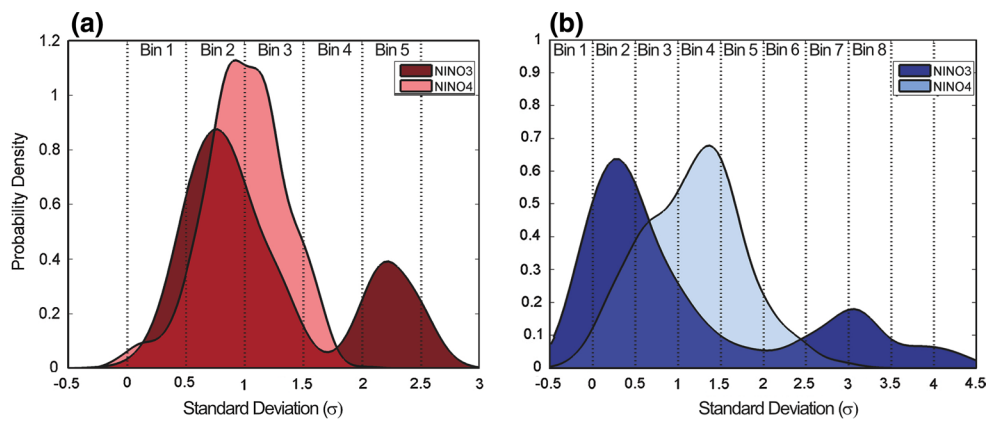 (a)
Bin 1 Bin 2 Bin 3 Bin 4 Bin 5
NINO3
NINO4
Probability Density
1.2
1
0.8
0.6
0.4
0.2
0
-0.5 0 0.5 1 1.5 2 2.5 3
Standard Deviation (σ)
(b)
Bin 1 Bin 2 Bin 3 Bin 4 Bin 5 Bin 6 Bin 7 Bin 8
NINO3
NINO4
1
0.9
0.8
0.7
0.6
0.5
0.4
0.3
0.2
0.1
0
-0.5 0 0.5 1 1.5 2 2.5 3 3.5 4 4.5
Standard Deviation (σ)